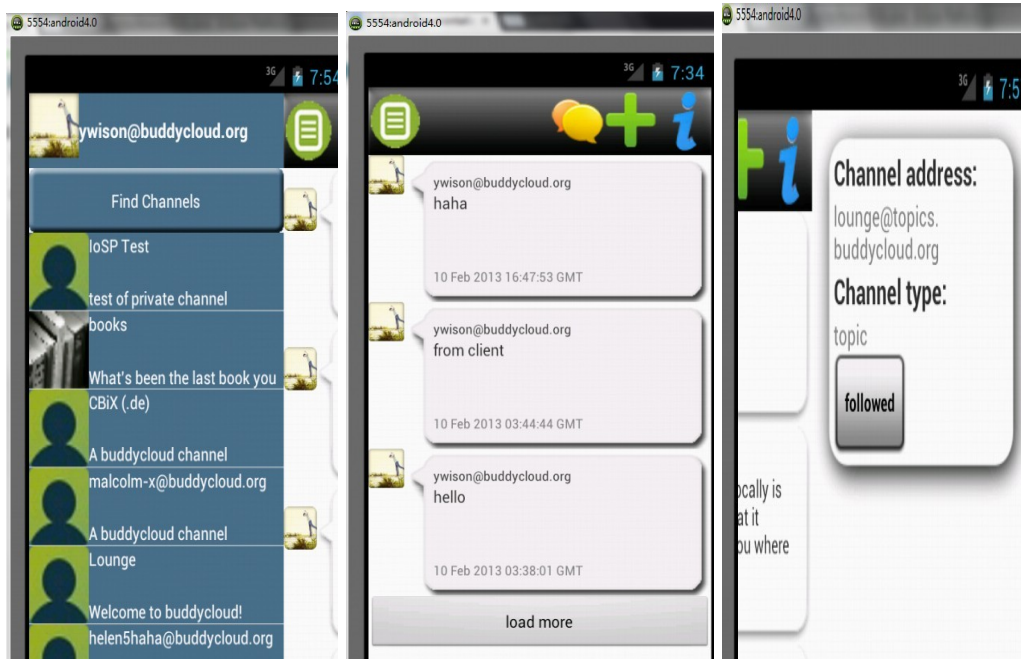 5554:android4.0
3G 7:54
ywison@buddycloud.org
Find Channels
IoSP Test
test of private channel
books
What's been the last book you
CBiX (.de)
A buddycloud channel
malcolm-x@buddycloud.org
A buddycloud channel
Lounge
Welcome to buddycloud!
helen5haha@buddycloud.org
5554:android4.0
3G 7:34
ywison@buddycloud.org
haha
10 Feb 2013 16:47:53 GMT
ywison@buddycloud.org
from client
10 Feb 2013 03:44:44 GMT
ywison@buddycloud.org
hello
10 Feb 2013 03:38:01 GMT
load more
5554:android4.0
3G 7:5
Channel address:
lounge@topics.
buddycloud.org
Channel type:
topic
followed
ocally is
at it
ou where